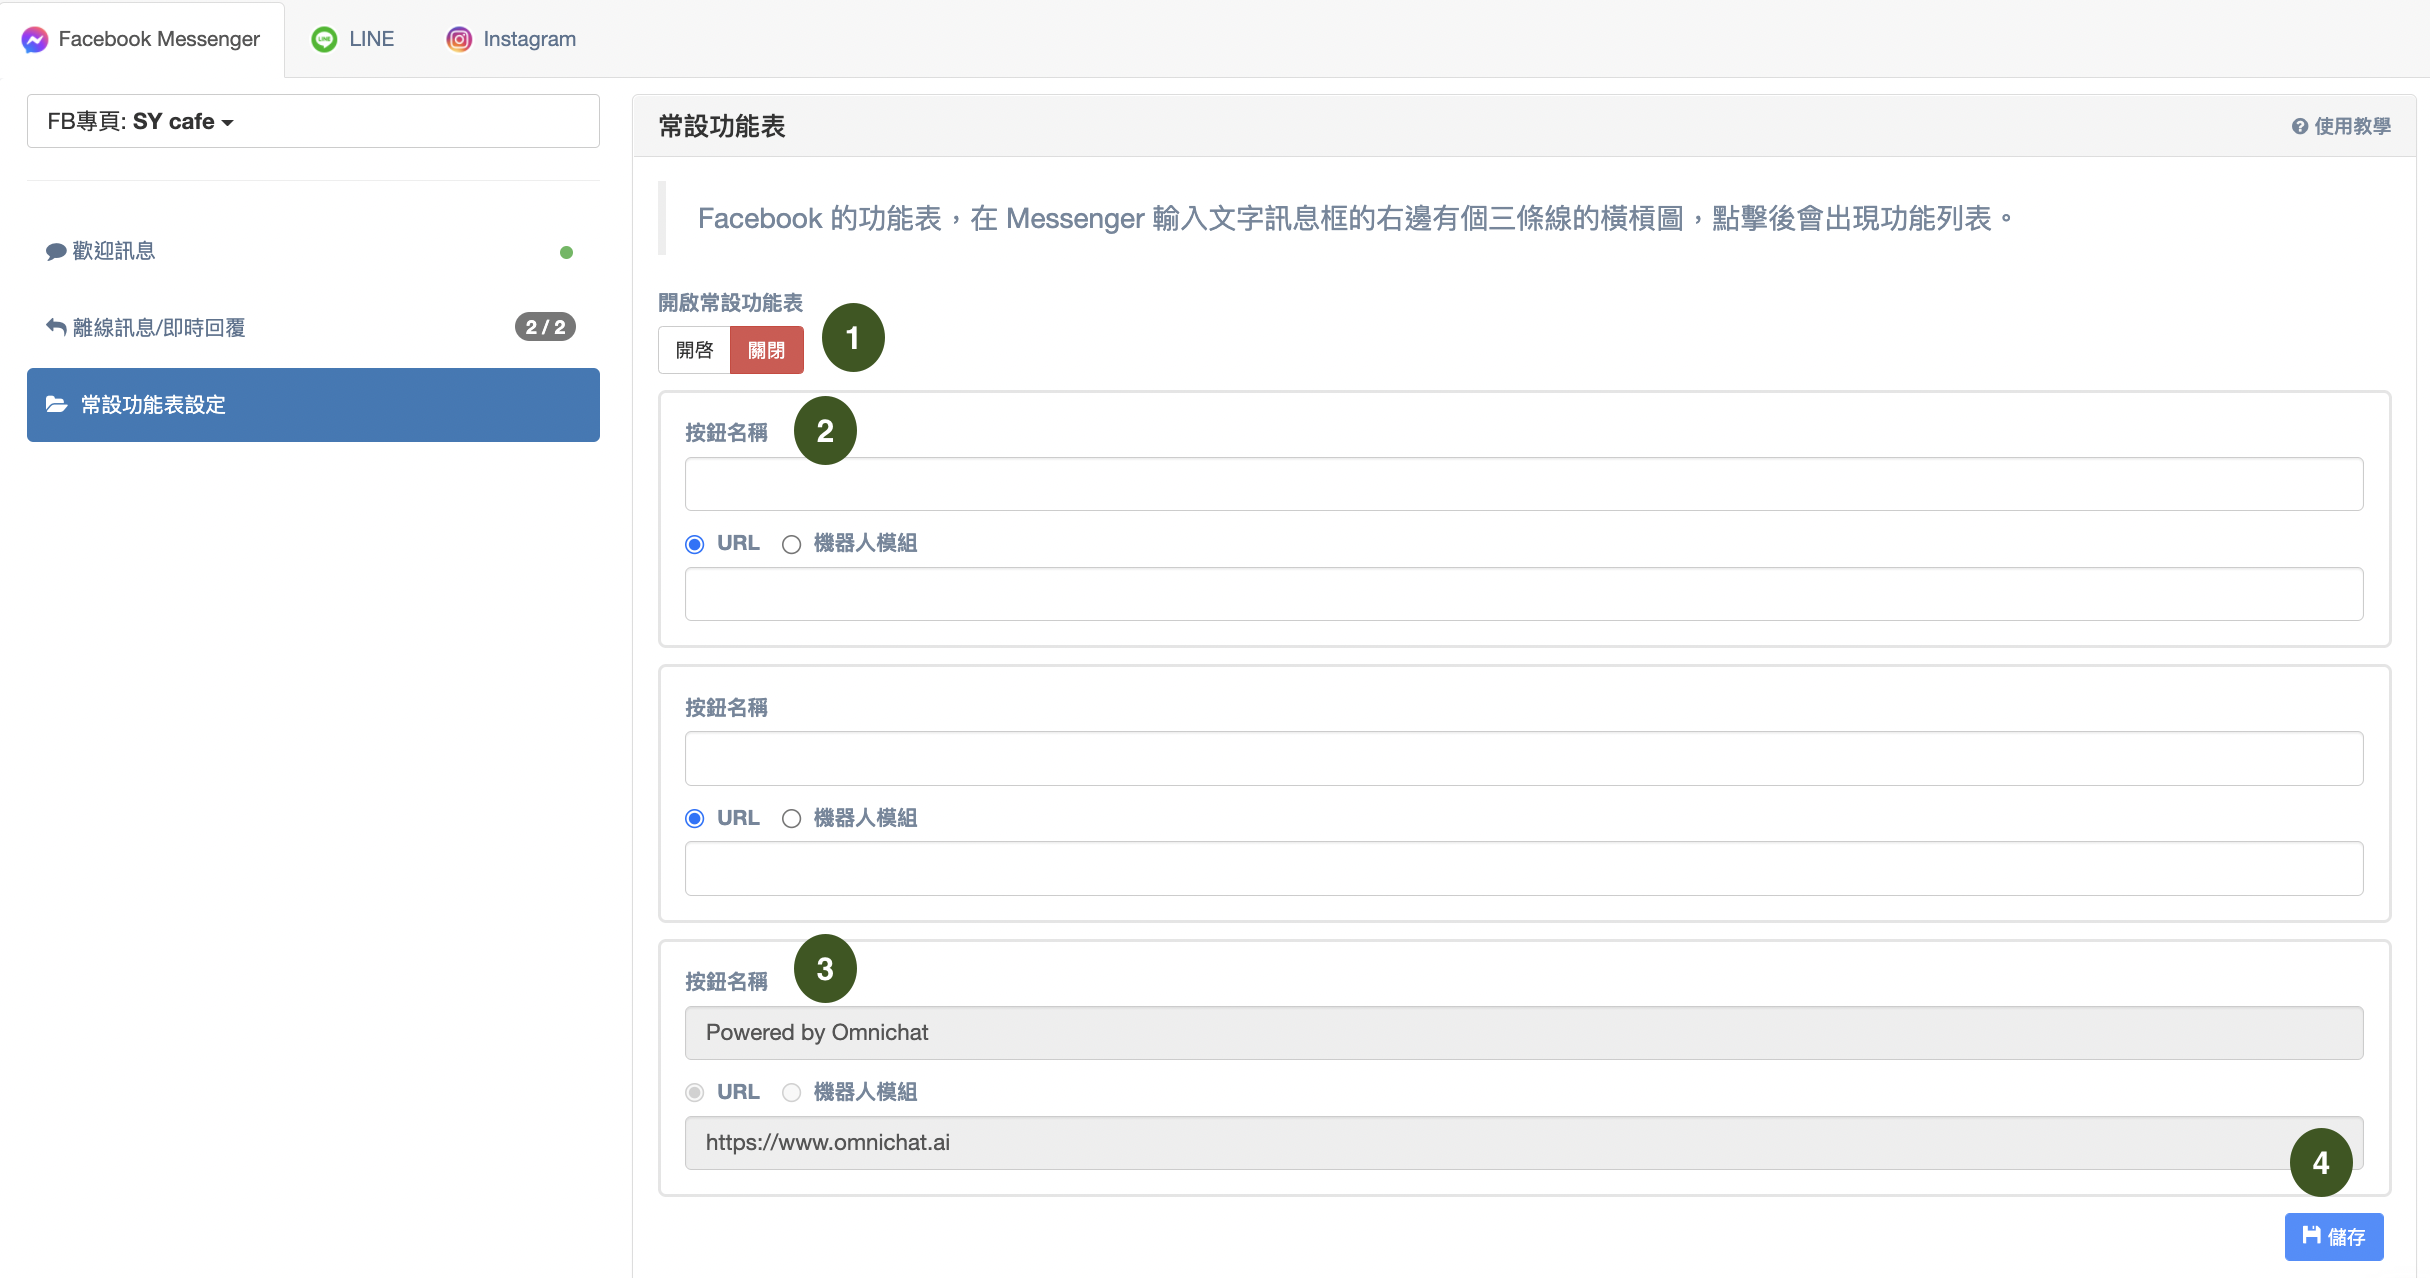 Facebook Messenger
LINE
Instagram
FB專頁: SY cafe
歡迎訊息
離線訊息/即時回覆
2 / 2
常設功能表設定
常設功能表
使用教學
Facebook 的功能表，在 Messenger 輸入文字訊息框的右邊有個三條線的橫槓圖，點擊後會出現功能列表。
開啟常設功能表
開啓 關閉
1
按鈕名稱
2
URL 機器人模組
按鈕名稱
URL 機器人模組
按鈕名稱
3
Powered by Omnichat
URL 機器人模組
https://www.omnichat.ai
4
儲存